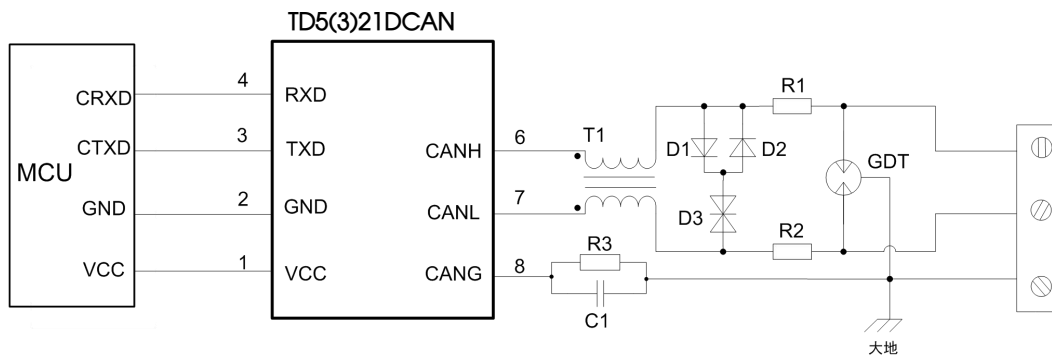 TD5(3)21DCAN
MCU
CRXD
CTXD
GND
VCC
4
3
2
1
RXD
TXD
GND
VCC
CANH
CANL
CANG
6
7
8
T1
D1
D2
D3
R1
R2
GDT
R3
C1
大地